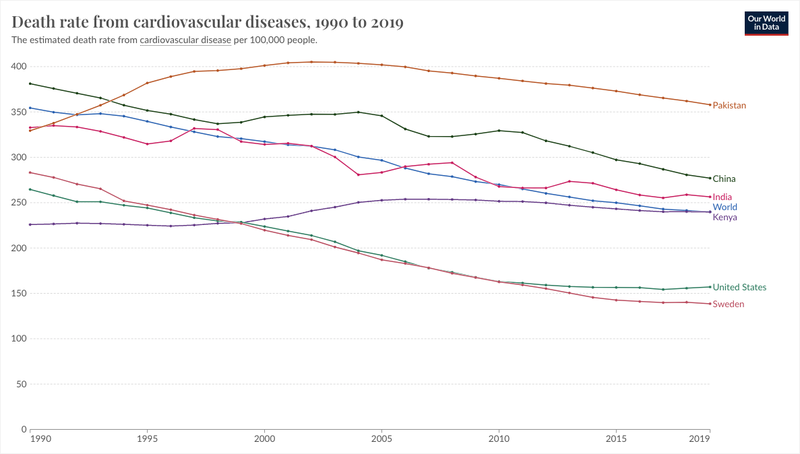 Death rate from cardiovascular diseases, 1990 to 2019
Our World
in Data
The estimated death rate from cardiovascular disease per 100,000 people.
400
350
300
250
200
150
100
50
0
Pakistan
China
India
World
Kenya
United States
Sweden
1990
1995
2000
2005
2010
2015
2019